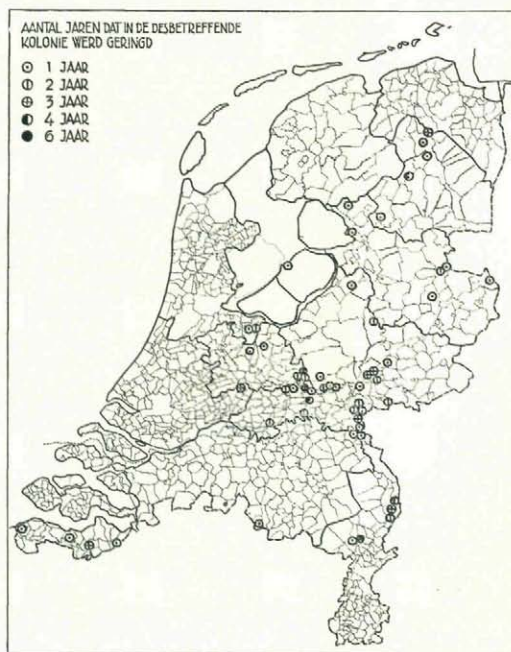 AANTAL JAREN DAT IN DE DESBETREFFENDE
KOLONIE WERD GERINGD
1 JAAR
2 JAAR
3 JAAR
4 JAAR
6 JAAR